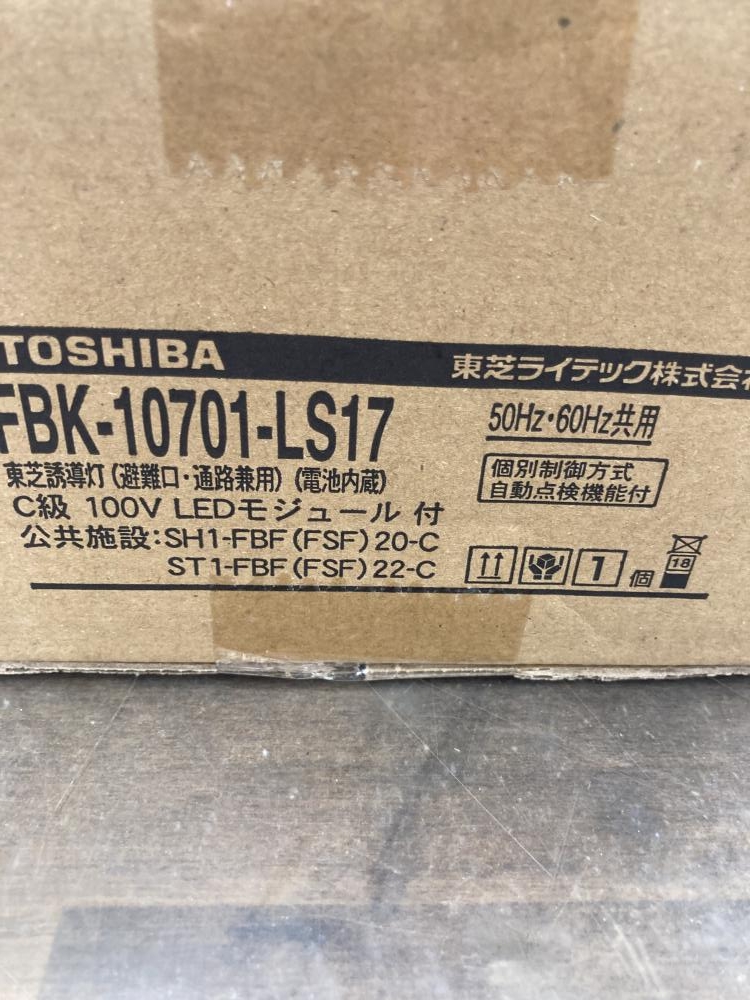 TOSHIBA
東芝ライテック株式会社
FBK-10701-LS17
50Hz・60Hz共用
東芝誘導灯(避難口・通路兼用)(電池内蔵)
個別制御方式
自動点検機能付
C級 100V LEDモジュール 付
公共施設:SH1-FBF(FSF)20-C
ST1-FBF(FSF)22-C
1個
18